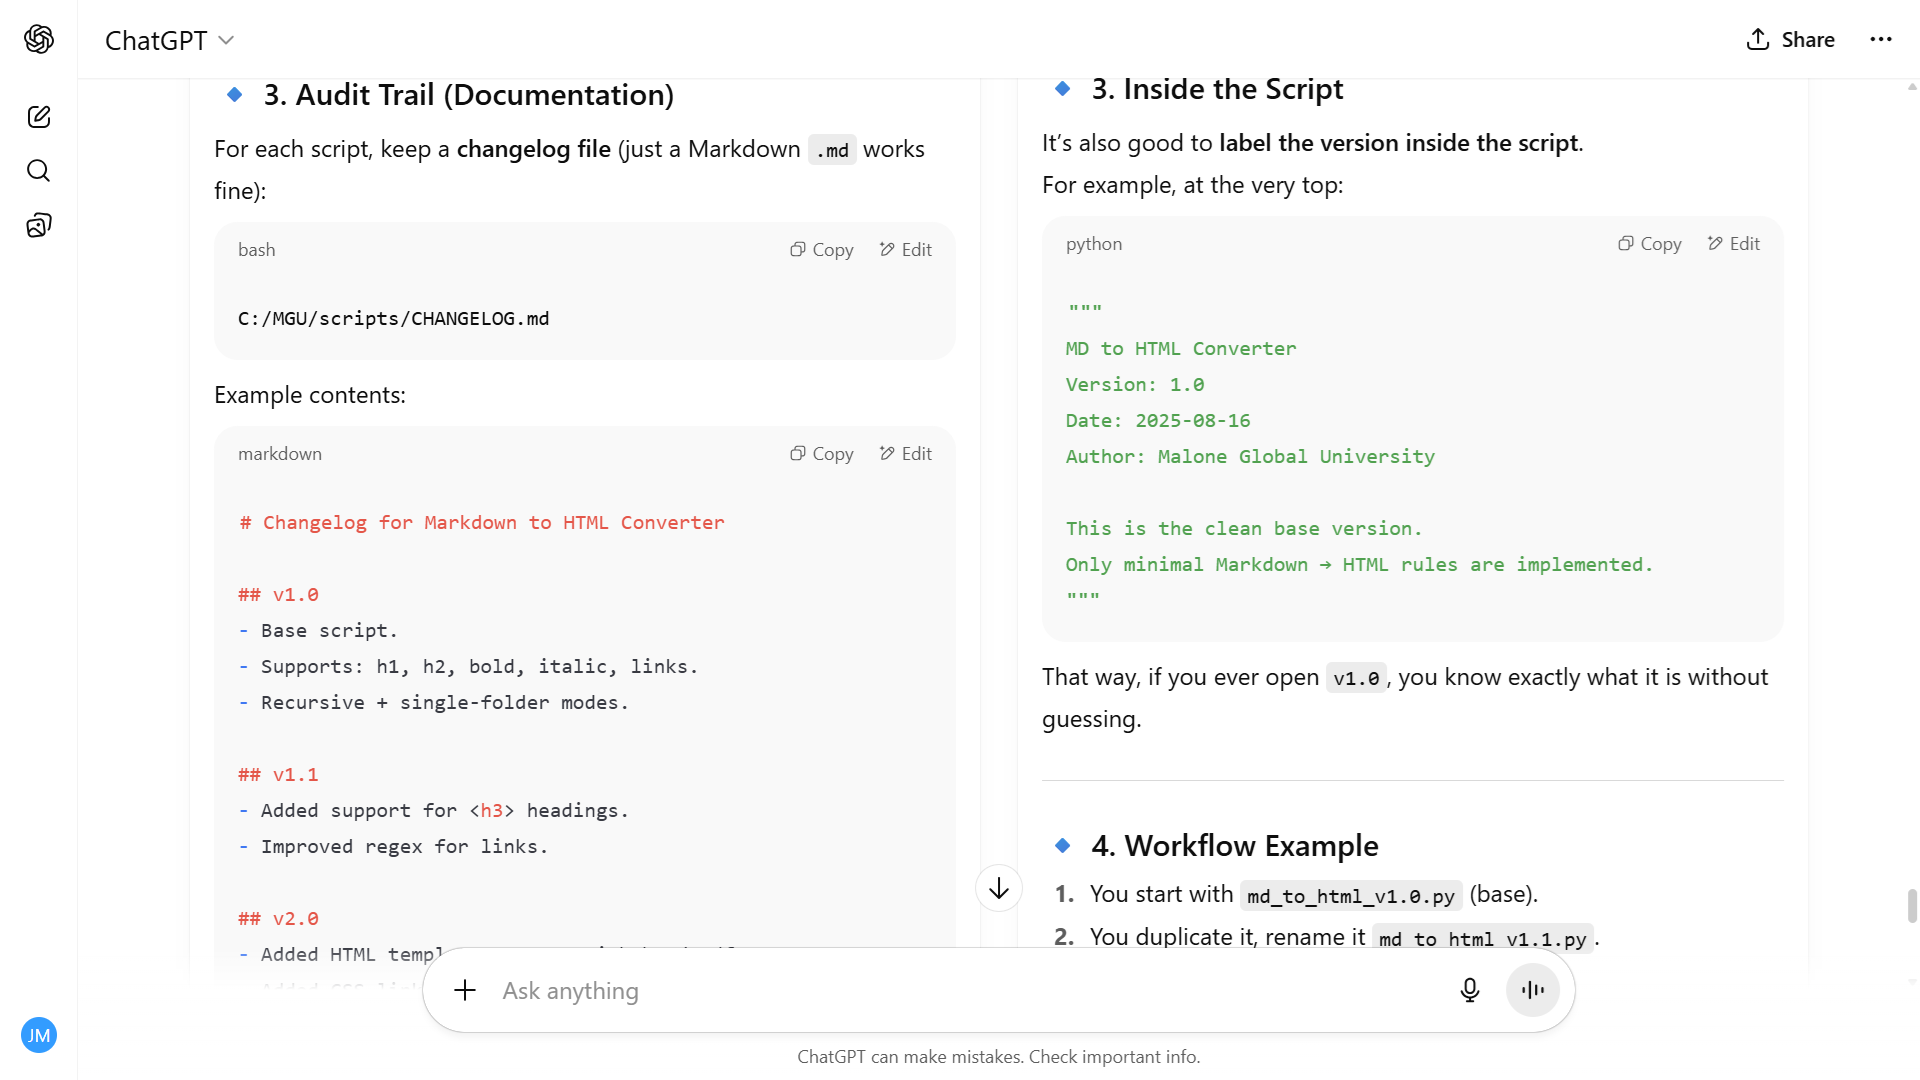 ChatGPT
Share
3. Audit Trail (Documentation)
For each script, keep a changelog file (just a Markdown .md works
fine):
bash
Copy
Edit
C:/MGU/scripts/CHANGELOG.md
Example contents:
markdown
Copy
Edit
# Changelog for Markdown to HTML Converter
## v1.0
- Base script.
- Supports: h1, h2, bold, italic, links.
- Recursive + single-folder modes.
## v1.1
- Added support for <h3> headings.
- Improved regex for links.
## v2.0
- Added HTML templ
3. Inside the Script
It's also good to label the version inside the script.
For example, at the very top:
python
Copy
Edit
"""
MD to HTML Converter
Version: 1.0
Date: 2025-08-16
Author: Malone Global University
This is the clean base version.
Only minimal Markdown → HTML rules are implemented.
"""
That way, if you ever open v1.0, you know exactly what it is without
guessing.
4. Workflow Example
1. You start with md_to_html_v1.0.py (base).
2. You duplicate it, rename it md_to_html_v1.1.py.
Ask anything
JM
ChatGPT can make mistakes. Check important info.